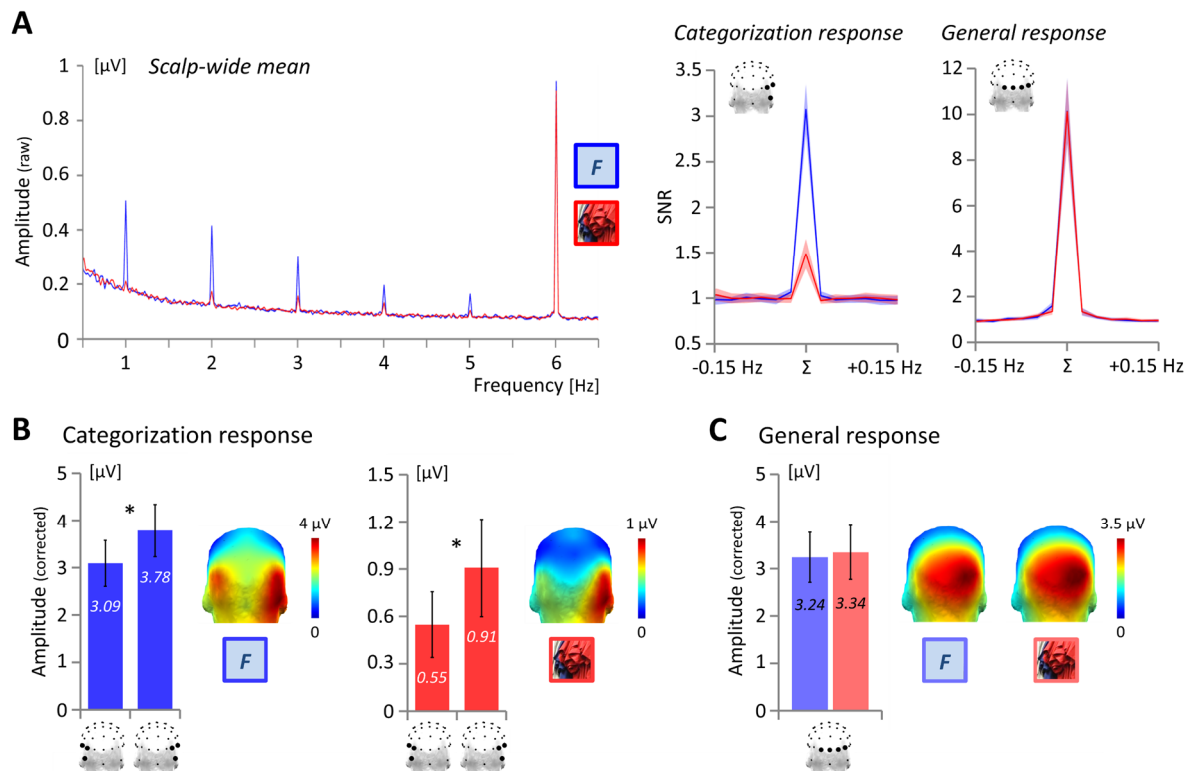 A
[µV] Scalp-wide mean
Amplitude (raw)
1
0.8
0.6
0.4
0.2
0
1 2 3 4 5 6
Frequency [Hz]
F
Categorization response
SNR
3.5
3
2.5
2
1.5
1
0.5
-0.15 Hz Σ +0.15 Hz
General response
12
10
8
6
4
2
0
-0.15 Hz Σ +0.15 Hz
B Categorization response
[µV]
Amplitude (corrected)
5
4
3
2
1
0
*
3.09 3.78
4 µV
0
F
[µV]
1.5
1.2
0.9
0.6
0.3
0.0
*
0.55 0.91
1 µV
0
C General response
[µV]
Amplitude (corrected)
5
4
3
2
1
0
3.24 3.34
3.5 µV
0
F